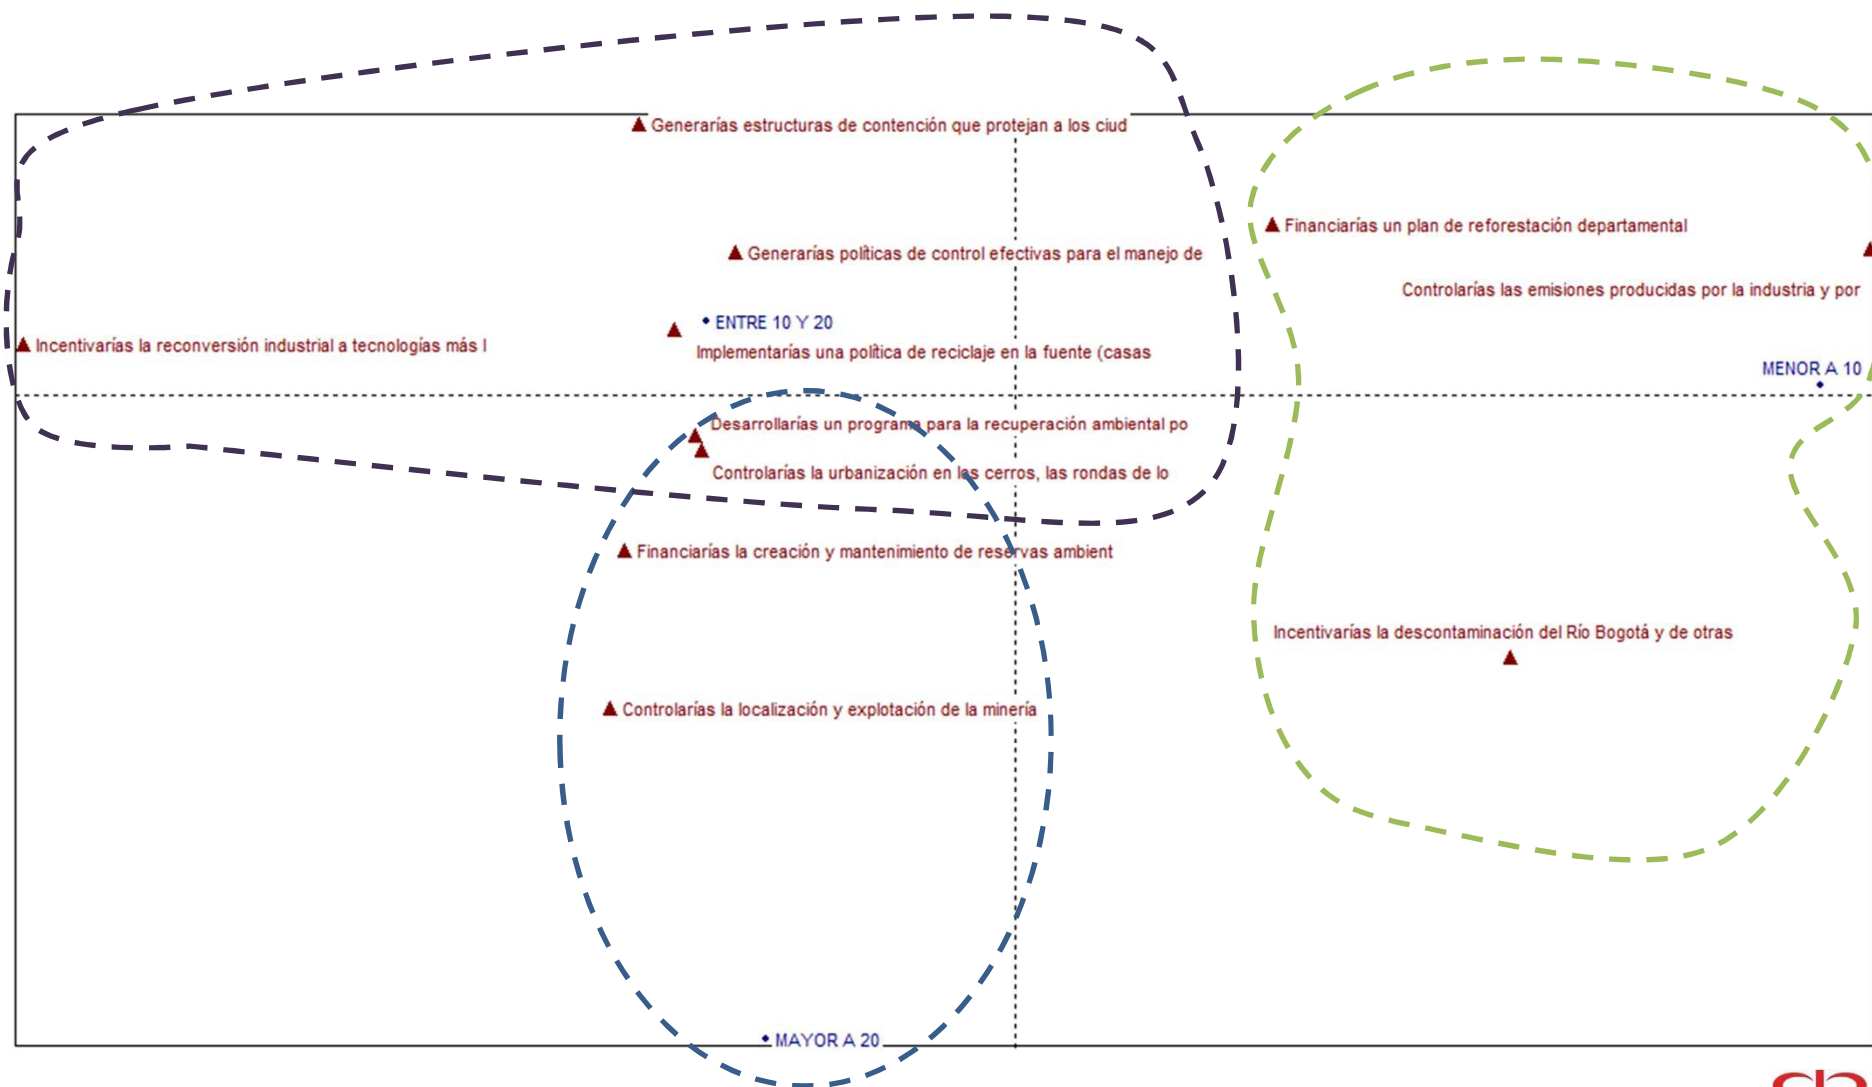 Generarías estructuras de contención que protejan a los ciud
Financiarías un plan de reforestación departamental
Generarías políticas de control efectivas para el manejo de
Controlarías las emisiones producidas por la industria y por
ENTRE 10 Y 20
Incentivarías la reconversión industrial a tecnologías más l
Implementarías una política de reciclaje en la fuente (casas
MENOR A 10
Desarrollarías un programa para la recuperación ambiental po
Controlarías la urbanización en los cerros, las rondas de lo
Financiarías la creación y mantenimiento de reservas ambient
Incentivarías la descontaminación del Río Bogotá y de otras
Controlarías la localización y explotación de la minería
MAYOR A 20